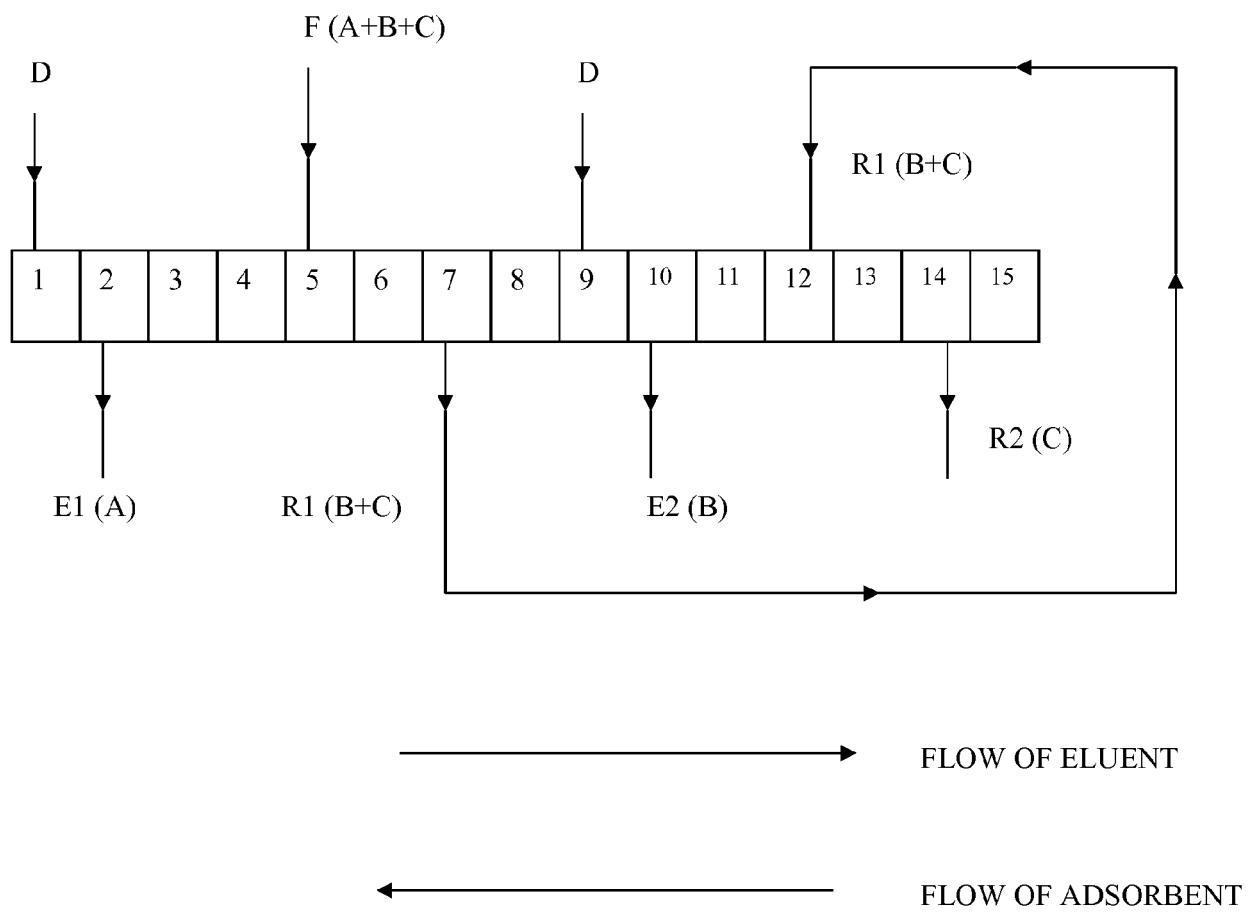 F (A+B+C)
D
D
R1 (B+C)
1 2 3 4 5 6 7 8 9 10 11 12 13 14 15
R2 (C)
E1 (A)
R1 (B+C)
E2 (B)
FLOW OF ELUENT
FLOW OF ADSORBENT